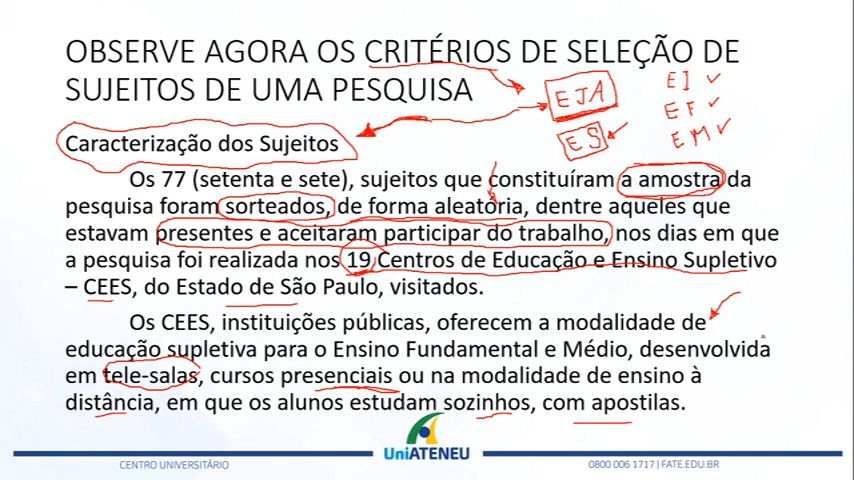 OBSERVE AGORA OS CRITÉRIOS DE SELEÇÃO DE
SUJEITOS DE UMA PESQUISA
EJA
ES
EI
EF
EM
Caracterização dos Sujeitos
Os 77 (setenta e sete), sujeitos que constituíram a amostra da
pesquisa foram sorteados, de forma aleatória, dentre aqueles que
estavam presentes e aceitaram participar do trabalho, nos dias em que
a pesquisa foi realizada nos 19 Centros de Educação e Ensino Supletivo
– CEES, do Estado de São Paulo, visitados.
Os CEES, instituições públicas, oferecem a modalidade de
educação supletiva para o Ensino Fundamental e Médio, desenvolvida
em tele-salas, cursos presenciais ou na modalidade de ensino à
distância, em que os alunos estudam sozinhos, com apostilas.
UniATENEU
CENTRO UNIVERSITÁRIO
0800 006 1717 | FATE.EDU.BR